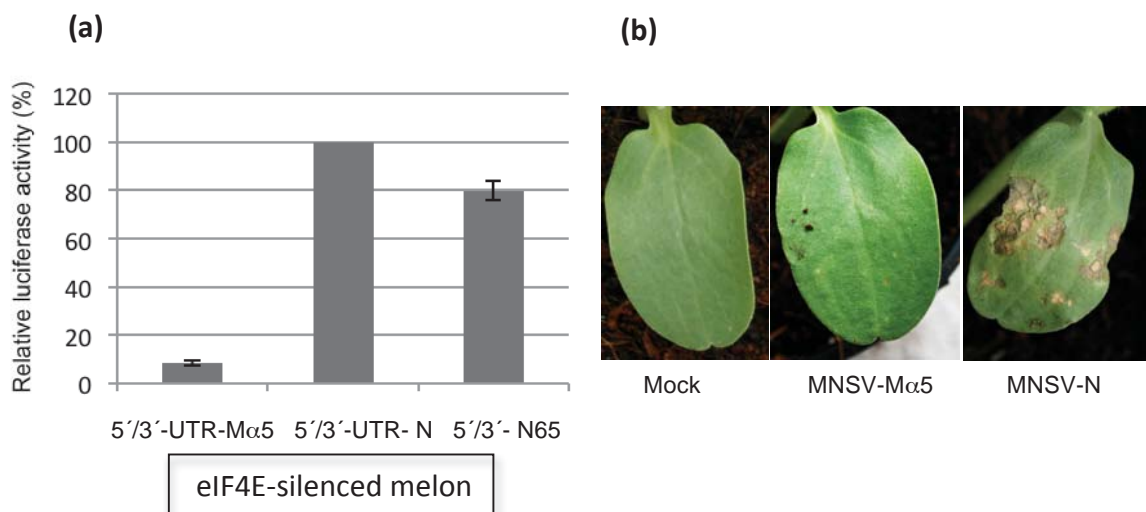 (a)
(b)
Relative luciferase activity (%)
120
100
80
60
40
20
0
5´/3´-UTR-Mα5 5´/3´-UTR- N 5´/3´- N65
eIF4E-silenced melon
Mock MNSV-Mα5 MNSV-N